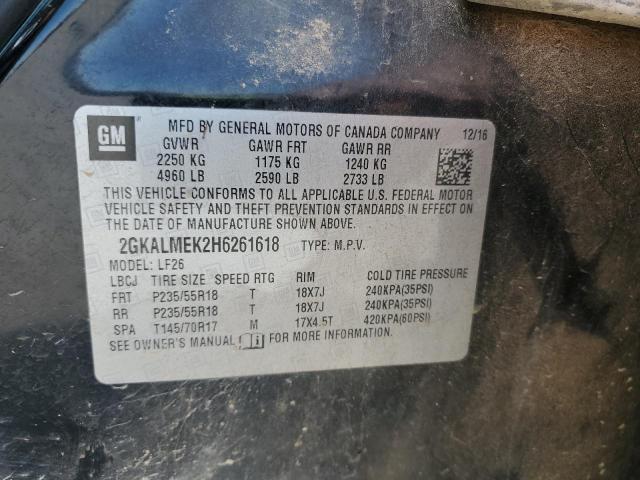 GM
MFD BY GENERAL MOTORS OF CANADA COMPANY 12/16
GVWR GAWR FRT GAWR RR
2250 KG 1175 KG 1240 KG
4960 LB 2590 LB 2733 LB
THIS VEHICLE CONFORMS TO ALL APPLICABLE U.S. FEDERAL MOTOR
VEHICLE SAFETY AND THEFT PREVENTION STANDARDS IN EFFECT ON
THE DATE OF MANUFACTURE SHOWN ABOVE.
2GKALMEK2H6261618 TYPE: M.P.V.
MODEL: LF26
LBCJ TIRE SIZE SPEED RTG RIM COLD TIRE PRESSURE
FRT P235/55R18 T 18X7J 240KPA(35PSI)
RR P235/55R18 T 18X7J 240KPA(35PSI)
SPA T145/70R17 M 17X4.5T 420KPA(60PSI)
SEE OWNER'S MANUAL FOR MORE INFORMATION.